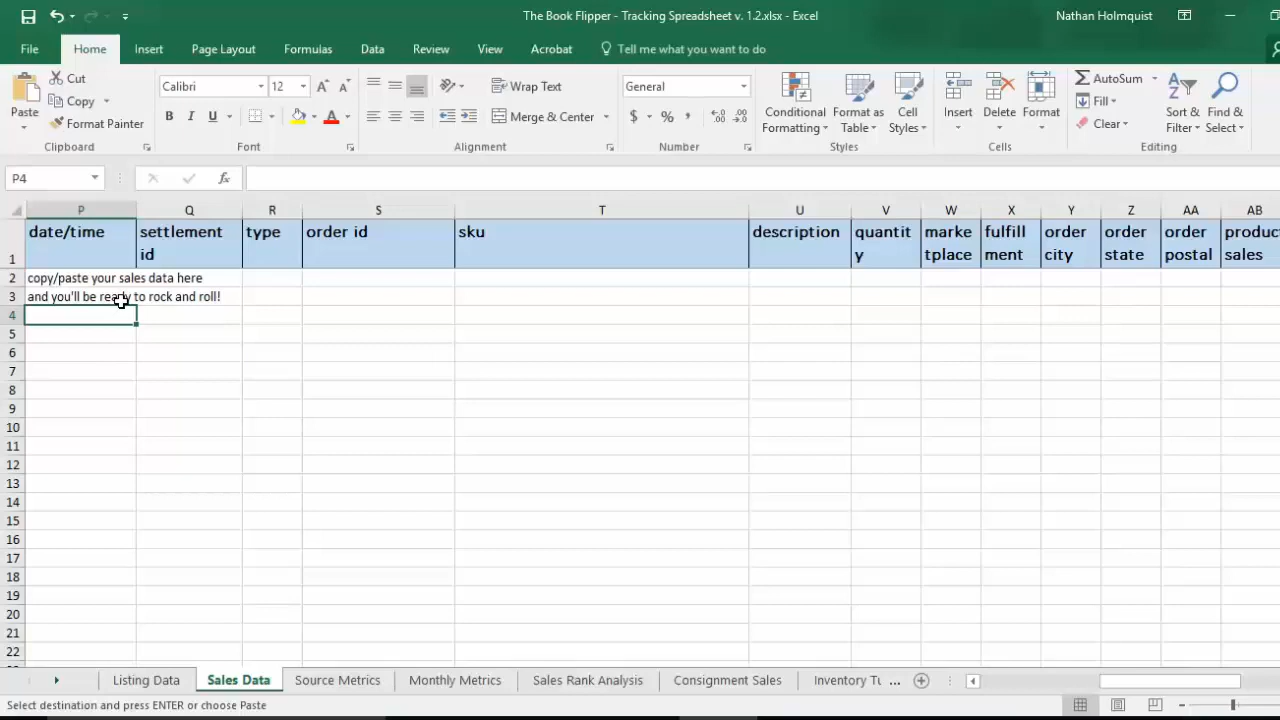 The Book Flipper - Tracking Spreadsheet v. 1.2.xlsx - Excel
Nathan Holmquist
File Home Insert Page Layout Formulas Data Review View Acrobat Tell me what you want to do
Paste
Cut
Copy
Format Painter
Clipboard
Calibri 12 A A
B I U A
Font
Wrap Text
Merge & Center
Alignment
General
$ % ,
Number
Conditional Formatting
Format as Table
Cell Styles
Styles
Insert Delete Format
Cells
AutoSum
Fill
Clear
Sort & Filter
Find & Select
Editing
P4 fx
P Q R S T U V W X Y Z AA AB
1 date/time settlement id type order id sku description quantity marketplace fulfillment order city order state order postal product sales
2 copy/paste your sales data here
3 and you'll be ready to rock and roll!
4
5
6
7
8
9
10
11
12
13
14
15
16
17
18
19
20
21
22
Listing Data Sales Data Source Metrics Monthly Metrics Sales Rank Analysis Consignment Sales Inventory Tu ...
Select destination and press ENTER or choose Paste